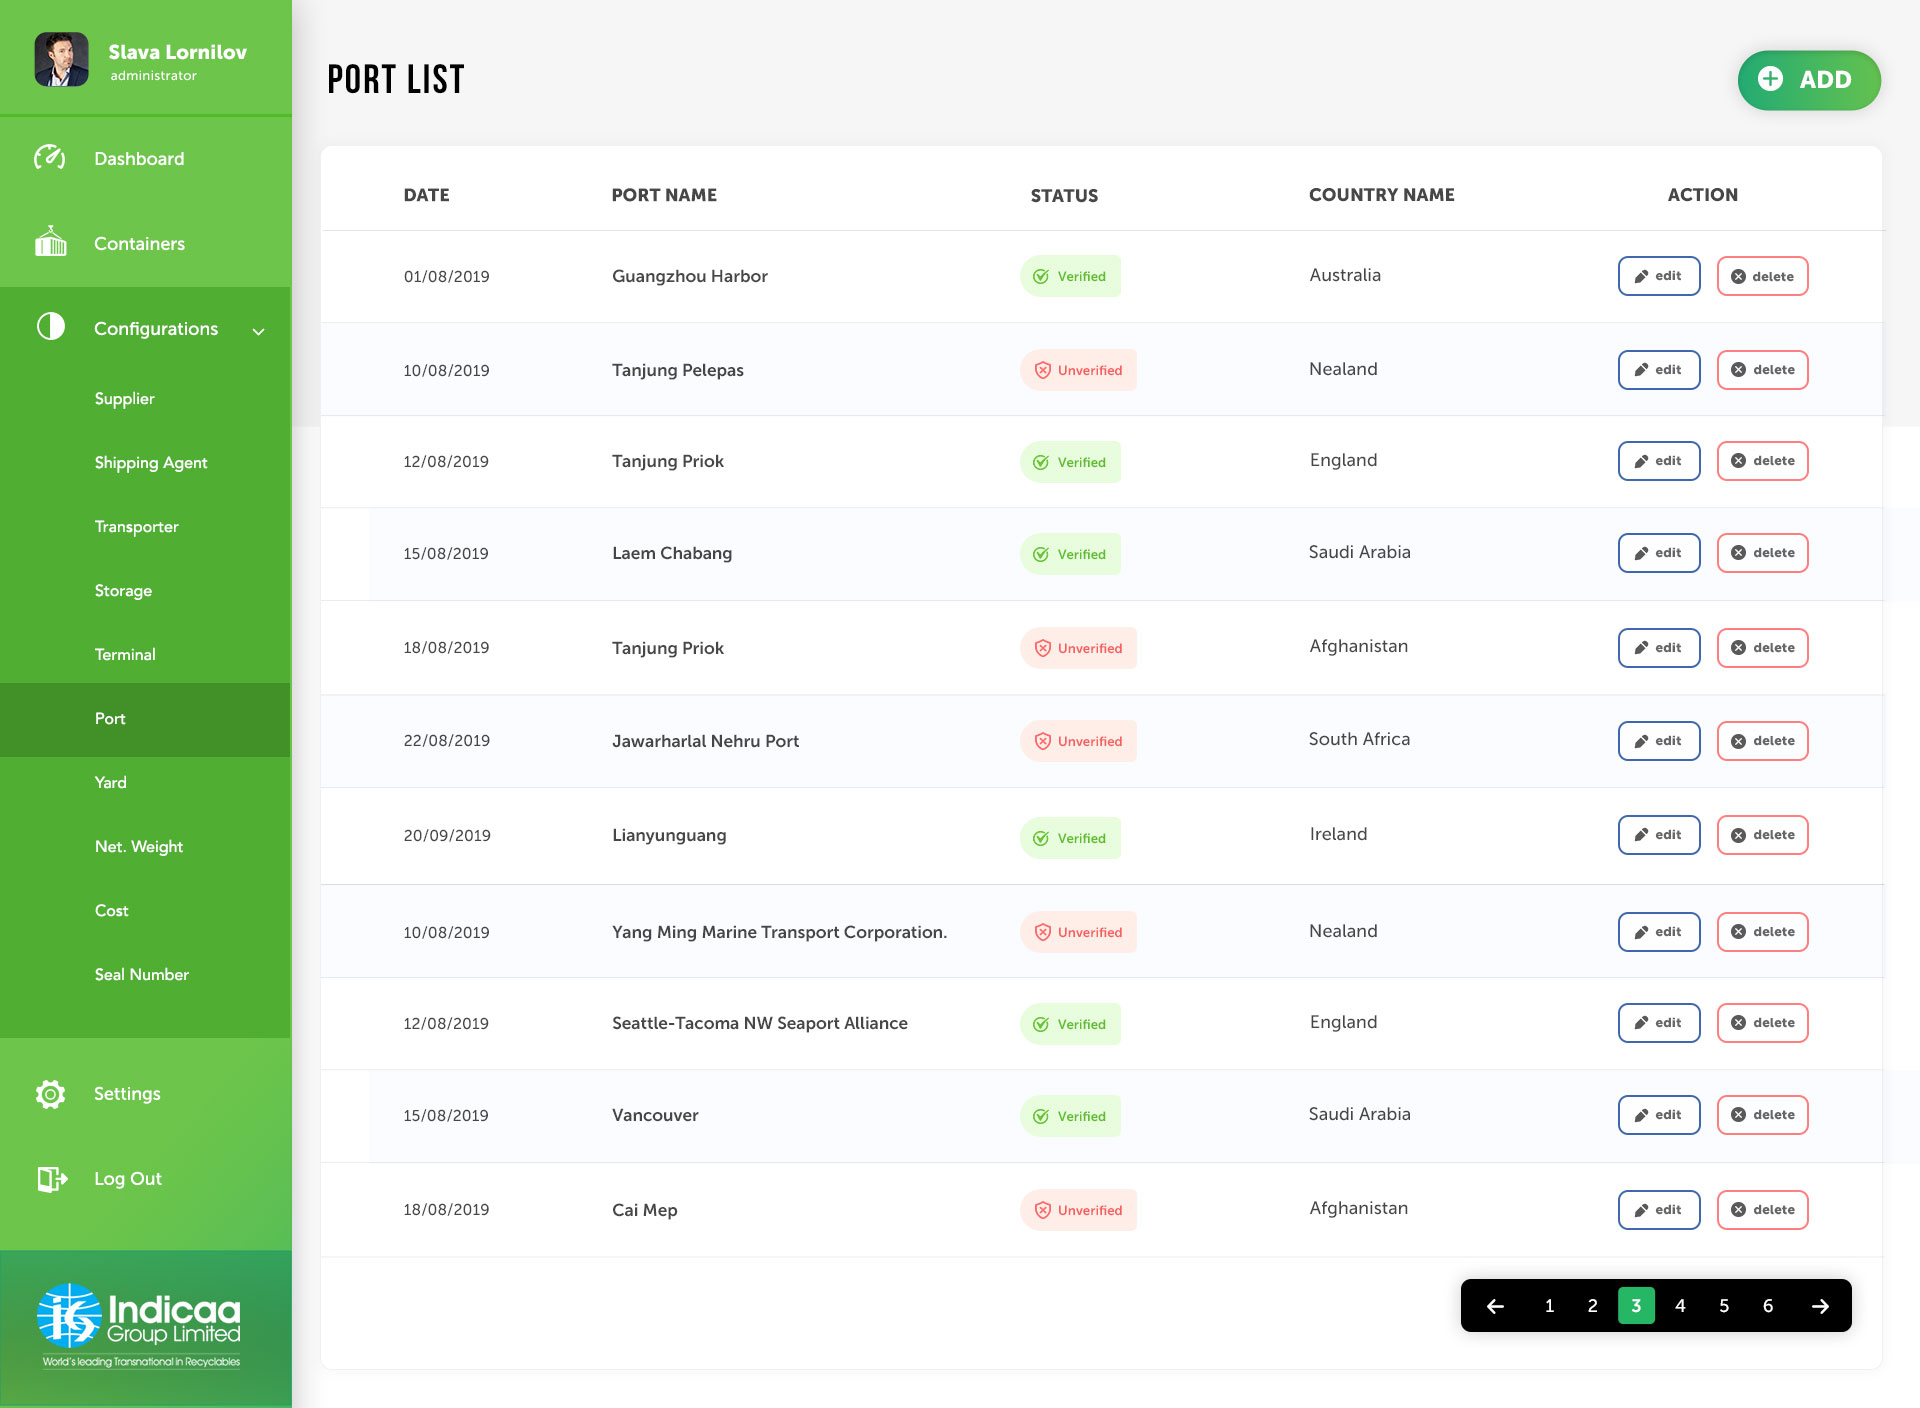 Slava Lornilov
administrator
Dashboard
Containers
Configurations
Supplier
Shipping Agent
Transporter
Storage
Terminal
Port
Yard
Net. Weight
Cost
Seal Number
Settings
Log Out
iks Indicaa
Group Limited
World's leading Transnational in Recyclables
PORT LIST
ADD
DATE PORT NAME STATUS COUNTRY NAME ACTION
01/08/2019 Guangzhou Harbor Verified Australia edit delete
10/08/2019 Tanjung Pelepas Unverified Nealand edit delete
12/08/2019 Tanjung Priok Verified England edit delete
15/08/2019 Laem Chabang Verified Saudi Arabia edit delete
18/08/2019 Tanjung Priok Unverified Afghanistan edit delete
22/08/2019 Jawarharlal Nehru Port Unverified South Africa edit delete
20/09/2019 Lianyunguang Verified Ireland edit delete
10/08/2019 Yang Ming Marine Transport Corporation. Unverified Nealand edit delete
12/08/2019 Seattle-Tacoma NW Seaport Alliance Verified England edit delete
15/08/2019 Vancouver Verified Saudi Arabia edit delete
18/08/2019 Cai Mep Unverified Afghanistan edit delete
1 2 3 4 5 6